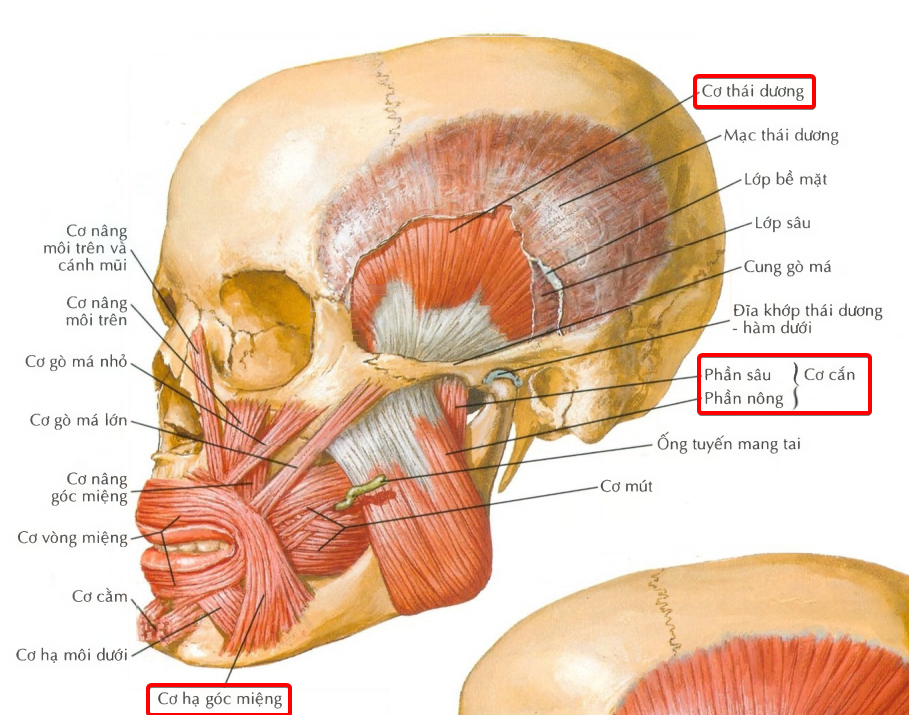 Cơ thái dương
Mạc thái dương
Lớp bề mặt
Lớp sâu
Cung gò má
Đĩa khớp thái dương
- hàm dưới
Phần sâu
Phần nông
Cơ cắn
Ống tuyến mang tai
Cơ mút
Cơ nâng
môi trên và
cánh mũi
Cơ nâng
môi trên
Cơ gò má nhỏ
Cơ gò má lớn
Cơ nâng
góc miệng
Cơ vòng miệng
Cơ cằm
Cơ hạ môi dưới
Cơ hạ góc miệng